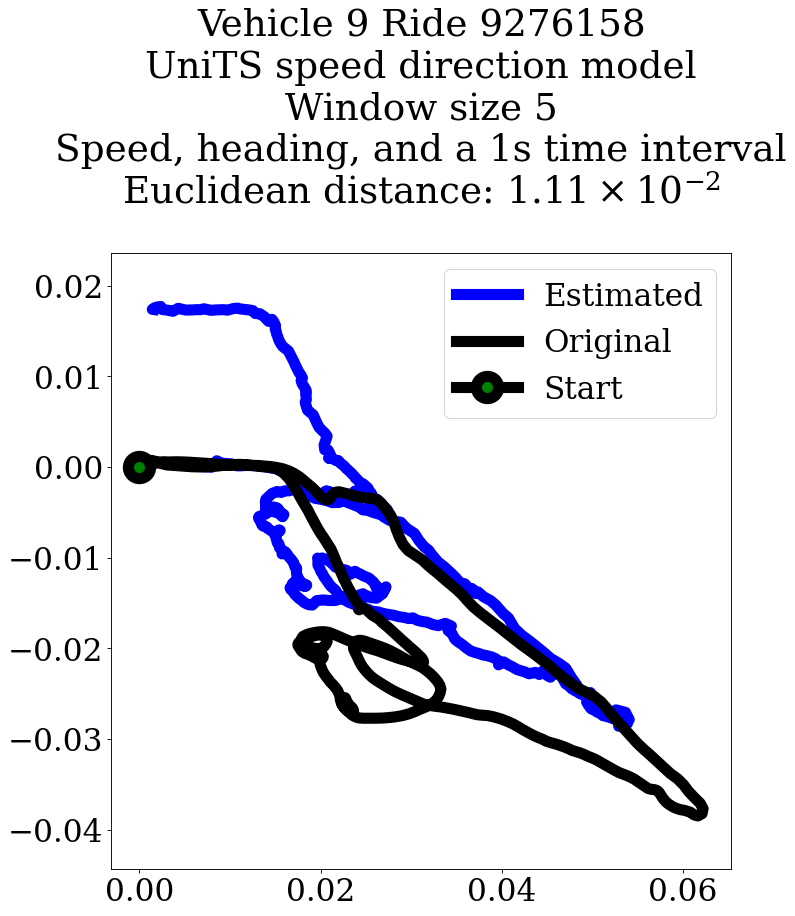 Vehicle 9 Ride 9276158
UniTS speed direction model
Window size 5
Speed, heading, and a 1s time interval
Euclidean distance: 1.11 × 10⁻²
Estimated
Original
Start
0.02
0.01
0.00
−0.01
−0.02
−0.03
−0.04
0.00 0.02 0.04 0.06